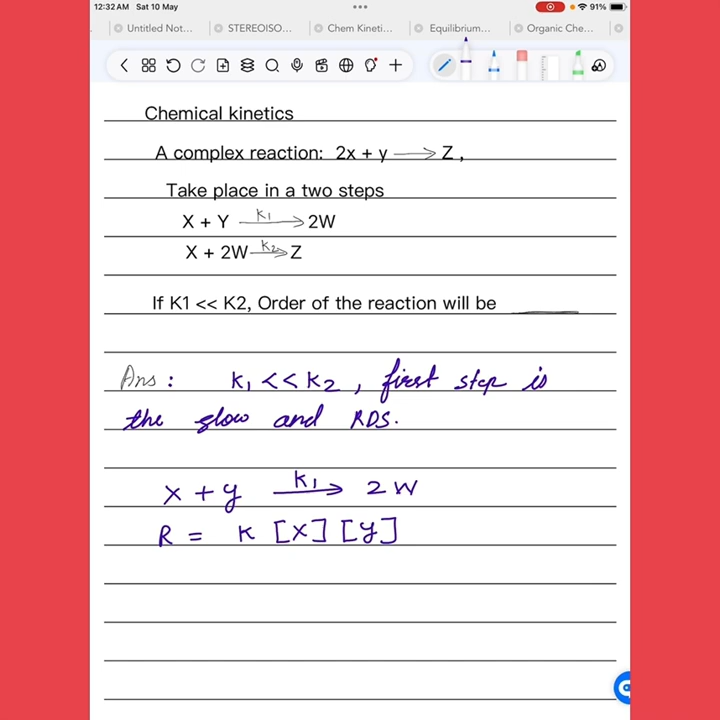 12:32 AM Sat 10 May
91%
Untitled Not...
STEREOISO...
Chem Kineti...
Equilibrium...
Organic Che...
Chemical kinetics
A complex reaction: 2x + y ⟶ Z ,
Take place in a two steps
X + Y k1⟶ 2W
X + 2W k2⟶ Z
If K1 << K2, Order of the reaction will be ______
Ans : K1 << K2 , first step is
the slow and RDS.
X + y K1⟶ 2 W
R = K [X] [y]